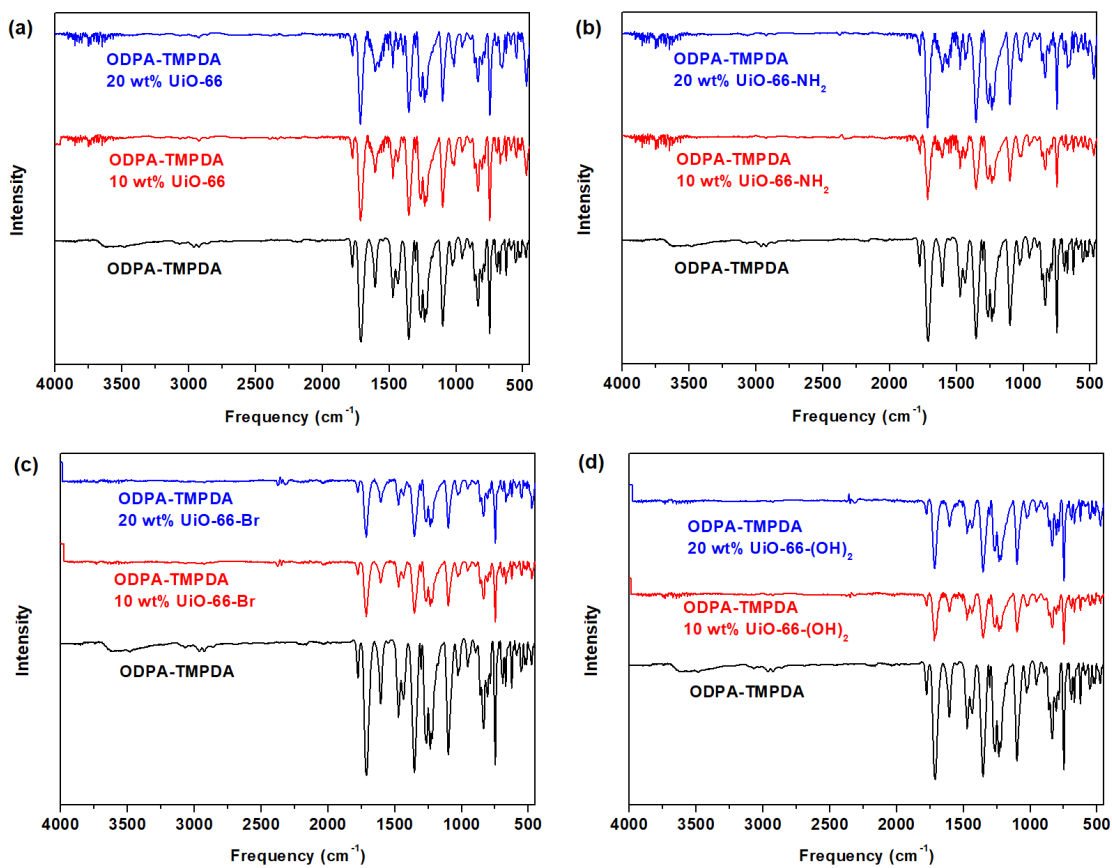 (a)
ODPA-TMPDA
20 wt% UiO-66
ODPA-TMPDA
10 wt% UiO-66
ODPA-TMPDA
Intensity
4000 3500 3000 2500 2000 1500 1000 500
Frequency (cm⁻¹)
(b)
ODPA-TMPDA
20 wt% UiO-66-NH₂
ODPA-TMPDA
10 wt% UiO-66-NH₂
ODPA-TMPDA
Intensity
4000 3500 3000 2500 2000 1500 1000 500
Frequency (cm⁻¹)
(c)
ODPA-TMPDA
20 wt% UiO-66-Br
ODPA-TMPDA
10 wt% UiO-66-Br
ODPA-TMPDA
Intensity
4000 3500 3000 2500 2000 1500 1000 500
Frequency (cm⁻¹)
(d)
ODPA-TMPDA
20 wt% UiO-66-(OH)₂
ODPA-TMPDA
10 wt% UiO-66-(OH)₂
ODPA-TMPDA
Intensity
4000 3500 3000 2500 2000 1500 1000 500
Frequency (cm⁻¹)